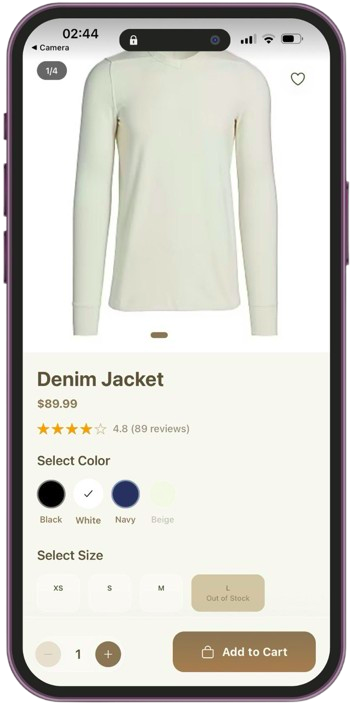 02:44
◀ Camera
1/4
Denim Jacket
$89.99
4.8 (89 reviews)
Select Color
Black White Navy Beige
Select Size
XS S M L
Out of Stock
− 1 +
Add to Cart